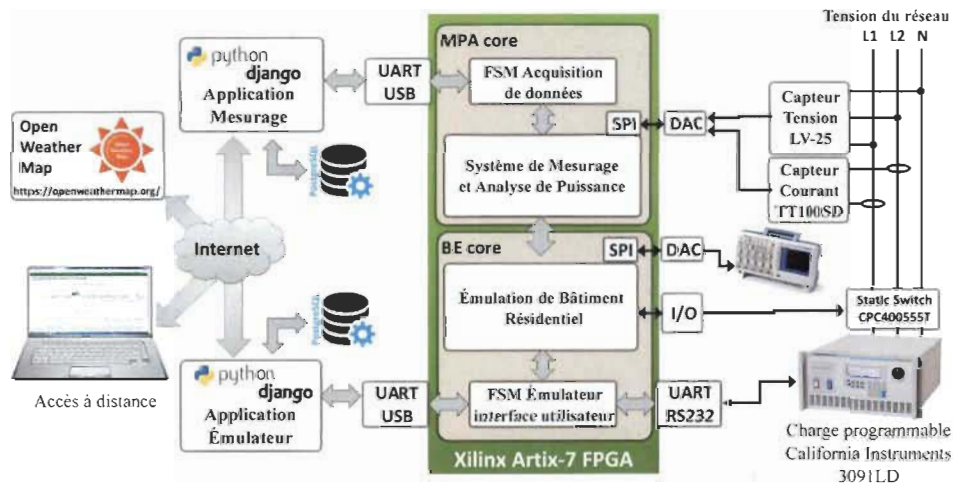 Tension du réseau
L1 L2 N
MPA core
FSM Acquisition
de données
SPI
DAC
Système de Mesurage
et Analyse de Puissance
UART
USB
python
django
Application
Mesurage
PostgreSQL
Open
Weather
Map
https://openweathermap.org/
Internet
Capteur
Tension
LV-25
Capteur
Courant
TT100SD
BE core
SPI
DAC
Émulation de Bâtiment
Résidentiel
I/O
Static Switch
CPC400555T
PostgreSQL
python
django
Application
Émulateur
UART
USB
FSM Émulateur
interface utilisateur
UART
RS232
Xilinx Artix-7 FPGA
Accès à distance
Charge programmable
California Instruments
3091LD